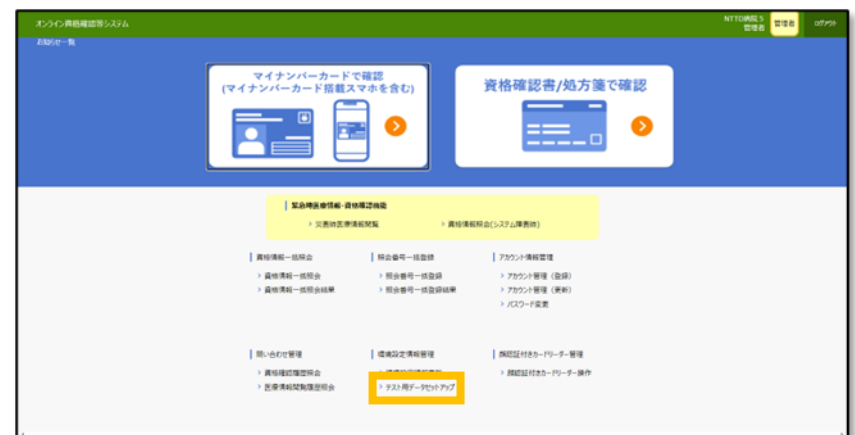 オンライン資格確認等システム
NTTD病院5
管理者
管理者
ログアウト
お知らせ一覧
マイナンバーカードで確認
(マイナンバーカード搭載スマホを含む)
資格確認書/処方箋で確認
緊急時医療情報・資格確認機能
災害時医療情報閲覧
資格情報照会(システム障害時)
資格情報一括照会
資格情報一括照会
資格情報一括照会結果
照会番号一括登録
照会番号一括登録
照会番号一括登録結果
アカウント情報管理
アカウント管理（登録）
アカウント管理（更新）
パスワード変更
問い合わせ管理
資格確認履歴照会
医療情報閲覧履歴照会
環境設定情報管理
テスト用データセットアップ
顔認証付きカードリーダー管理
顔認証付きカードリーダー操作